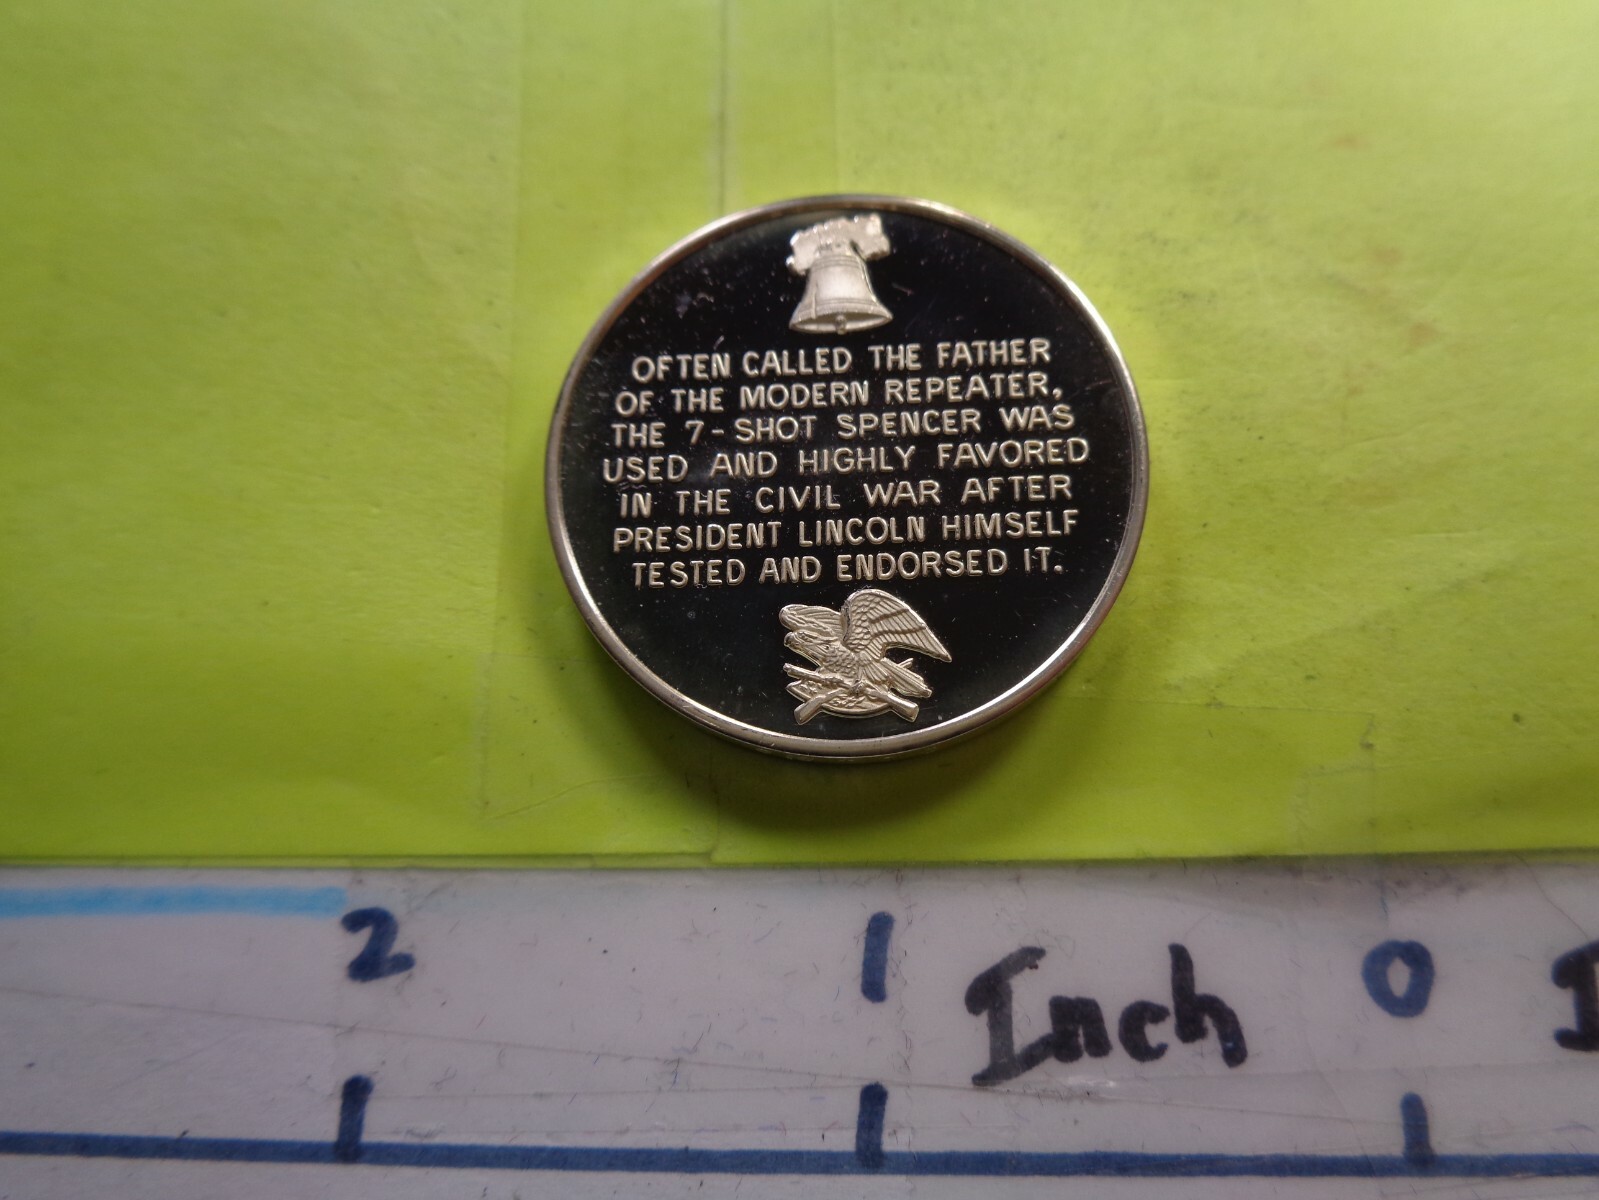 OFTEN CALLED THE FATHER
OF THE MODERN REPEATER,
THE 7-SHOT SPENCER WAS
USED AND HIGHLY FAVORED
IN THE CIVIL WAR AFTER
PRESIDENT LINCOLN HIMSELF
TESTED AND ENDORSED IT.
2 1 Inch 0